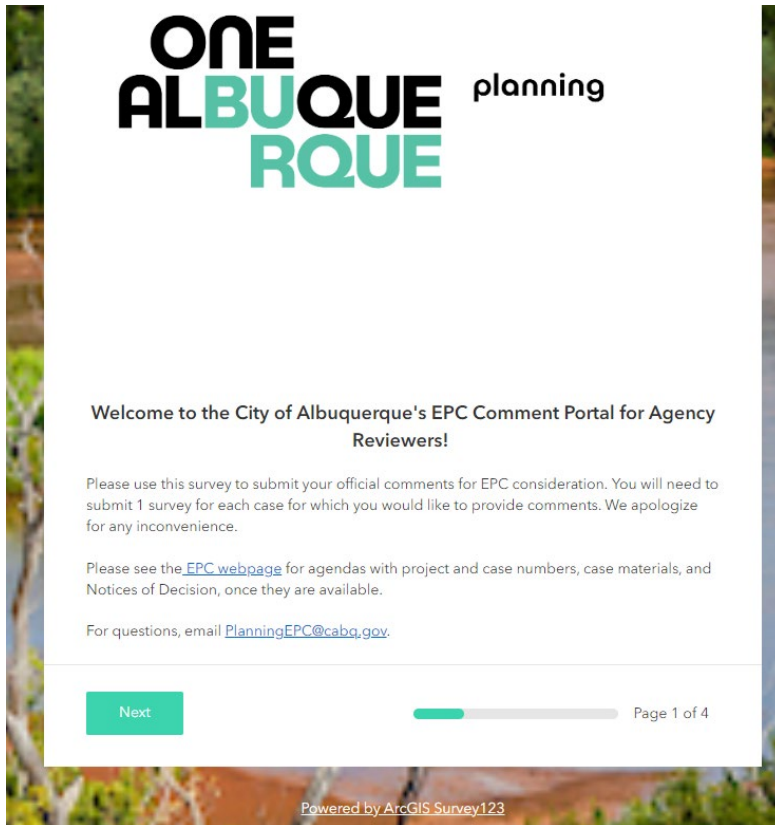 ONE
ALBUQUE
RQUE
planning
Welcome to the City of Albuquerque's EPC Comment Portal for Agency
Reviewers!
Please use this survey to submit your official comments for EPC consideration. You will need to
submit 1 survey for each case for which you would like to provide comments. We apologize
for any inconvenience.
Please see the EPC webpage for agendas with project and case numbers, case materials, and
Notices of Decision, once they are available.
For questions, email PlanningEPC@cabq.gov.
Next
Page 1 of 4
Powered by ArcGIS Survey123